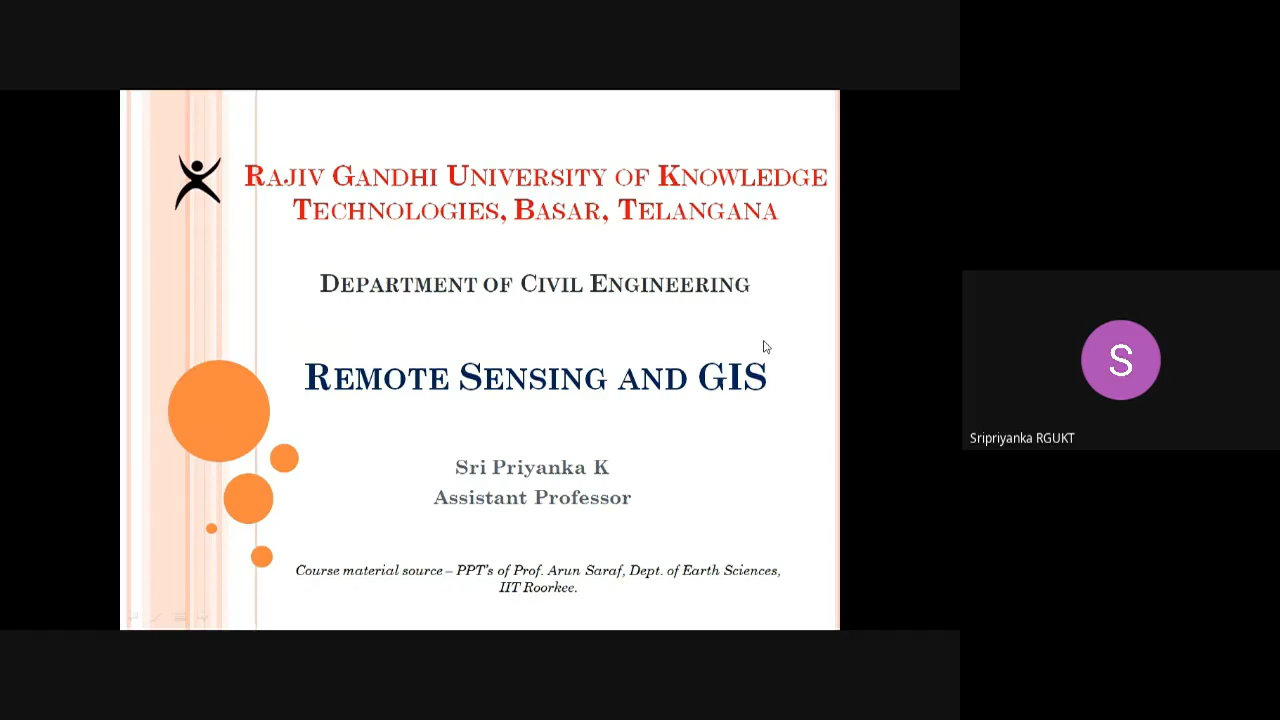 Rajiv Gandhi University of Knowledge
Technologies, Basar, Telangana
Department of Civil Engineering
Remote Sensing and GIS
Sri Priyanka K
Assistant Professor
Course material source – PPT's of Prof. Arun Saraf, Dept. of Earth Sciences,
IIT Roorkee.
S
Sripriyanka RGUKT